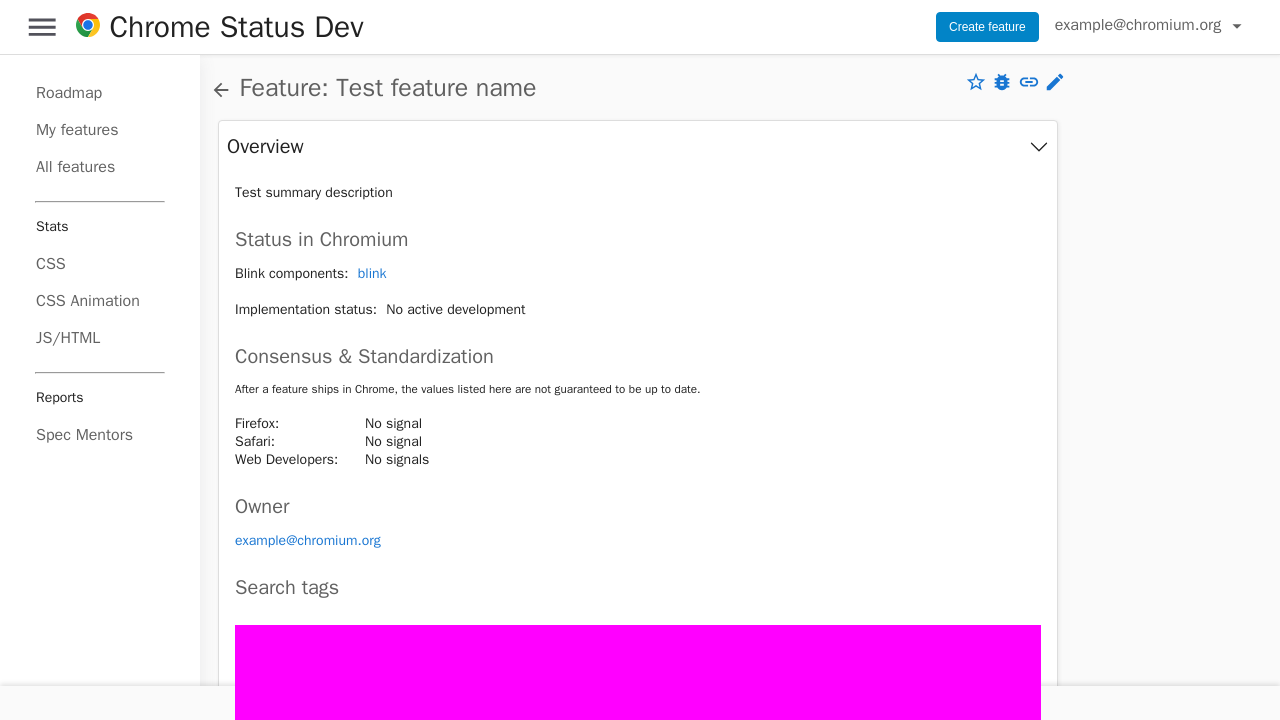 Chrome Status Dev
Create feature
example@chromium.org
Roadmap
My features
All features
Stats
CSS
CSS Animation
JS/HTML
Reports
Spec Mentors
Feature: Test feature name
Overview
Test summary description
Status in Chromium
Blink components: blink
Implementation status: No active development
Consensus & Standardization
After a feature ships in Chrome, the values listed here are not guaranteed to be up to date.
Firefox: No signal
Safari: No signal
Web Developers: No signals
Owner
example@chromium.org
Search tags